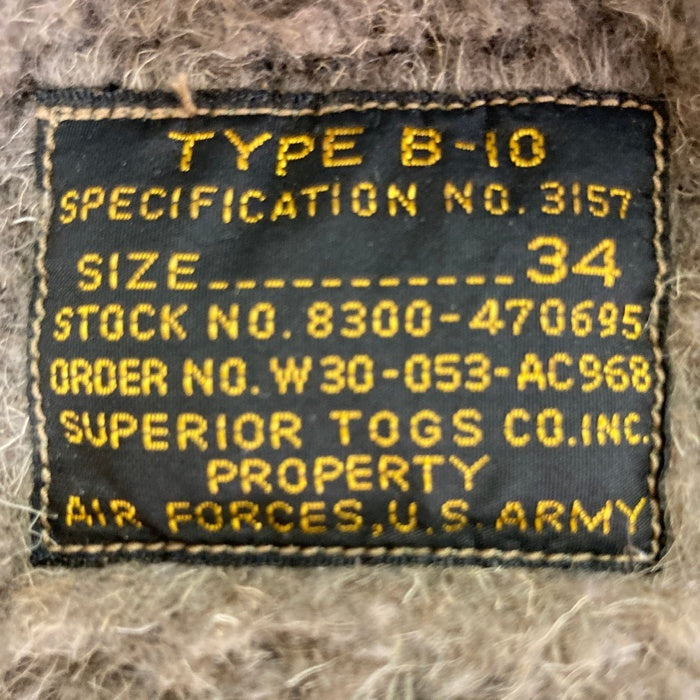 TYPE B-10
SPECIFICATION NO. 3157
SIZE____________34
STOCK NO. 8300-470695
ORDER NO. W30-053-AC968
SUPERIOR TOGS CO.INC.
PROPERTY
AIR FORCES, U.S. ARMY